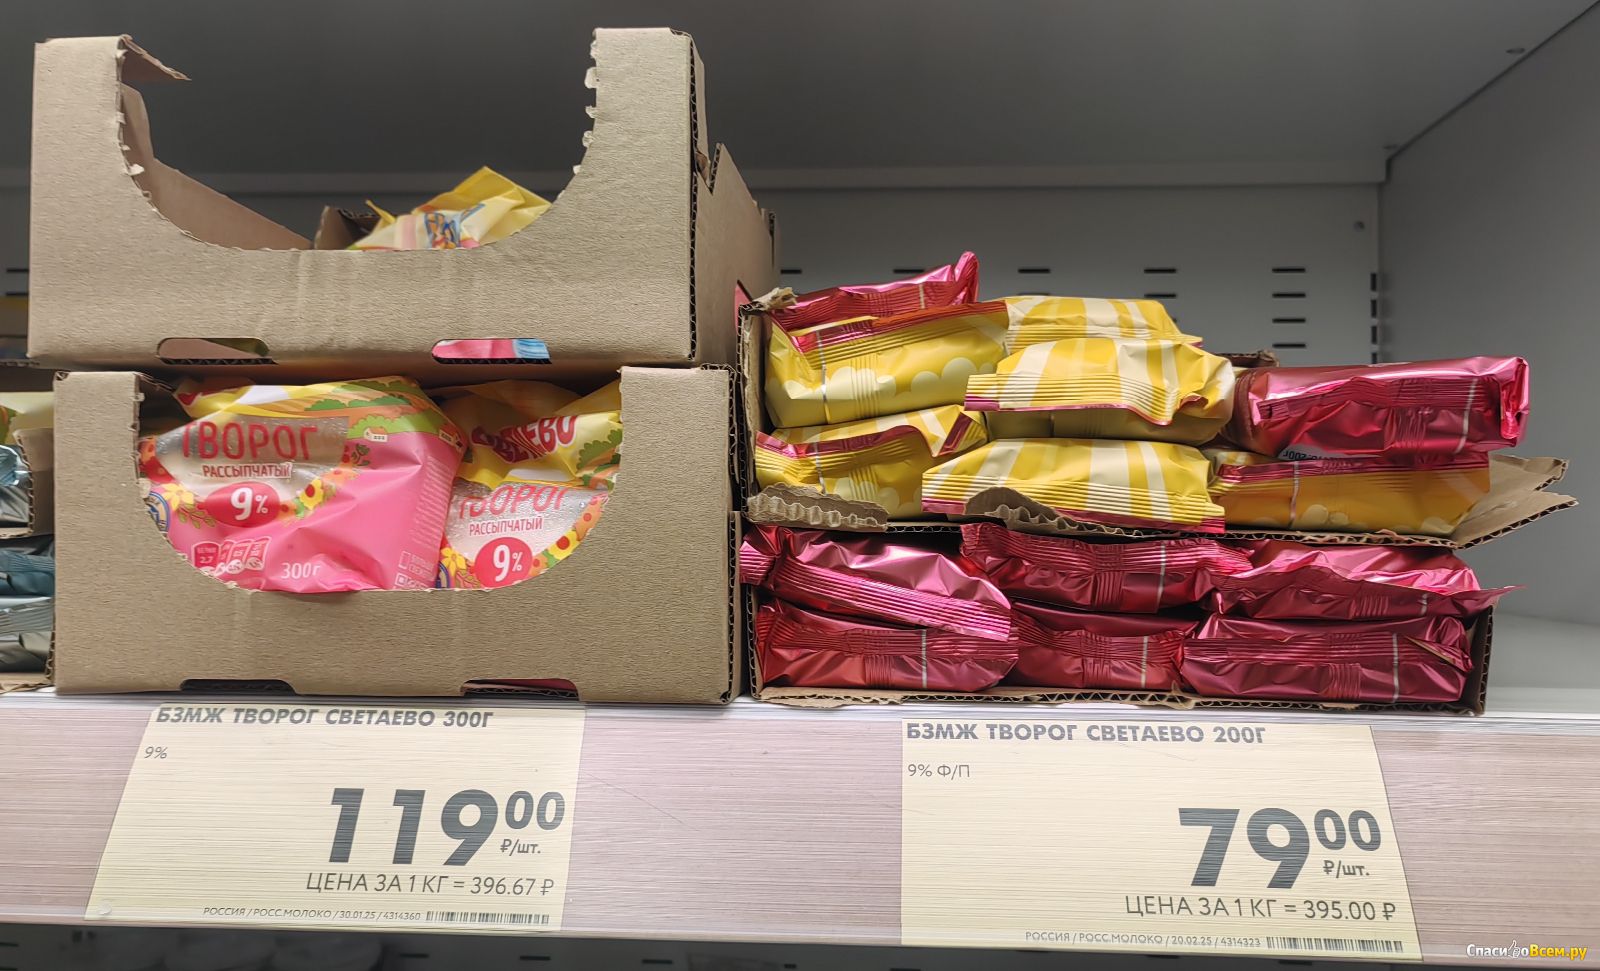 ТВОРОГ
РАССЫПЧАТЫЙ
9%
300г
ТВОРОГ
РАССЫПЧАТЫЙ
9%
БЗМЖ ТВОРОГ СВЕТАЕВО 300Г
9%
119 00
₽/шт.
ЦЕНА ЗА 1 КГ = 396.67 ₽
РОССИЯ / РОСС.МОЛОКО / 30.01.25 / 4314360
БЗМЖ ТВОРОГ СВЕТАЕВО 200Г
9% Ф/П
79 00
₽/шт.
ЦЕНА ЗА 1 КГ = 395.00 ₽
РОССИЯ / РОСС.МОЛОКО / 20.02.25 / 4314323
СпасибоВсем.ру